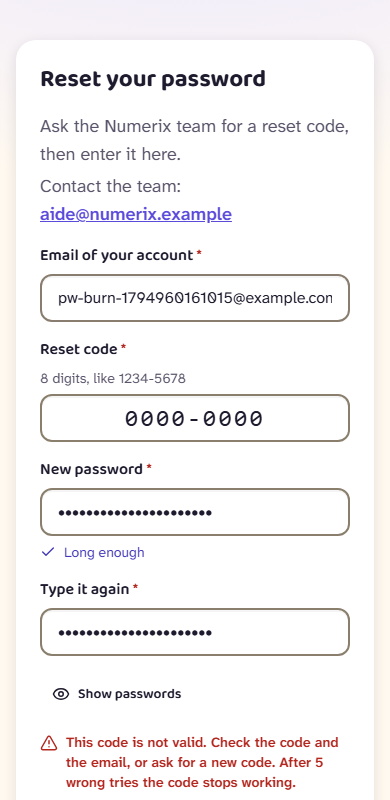 Reset your password
Ask the Numerix team for a reset code,
then enter it here.
Contact the team:
aide@numerix.example
Email of your account *
pw-burn-1794960161015@example.con
Reset code *
8 digits, like 1234-5678
0000-0000
New password *
••••••••••••••••••••••
Long enough
Type it again *
••••••••••••••••••••••
Show passwords
This code is not valid. Check the code and
the email, or ask for a new code. After 5
wrong tries the code stops working.